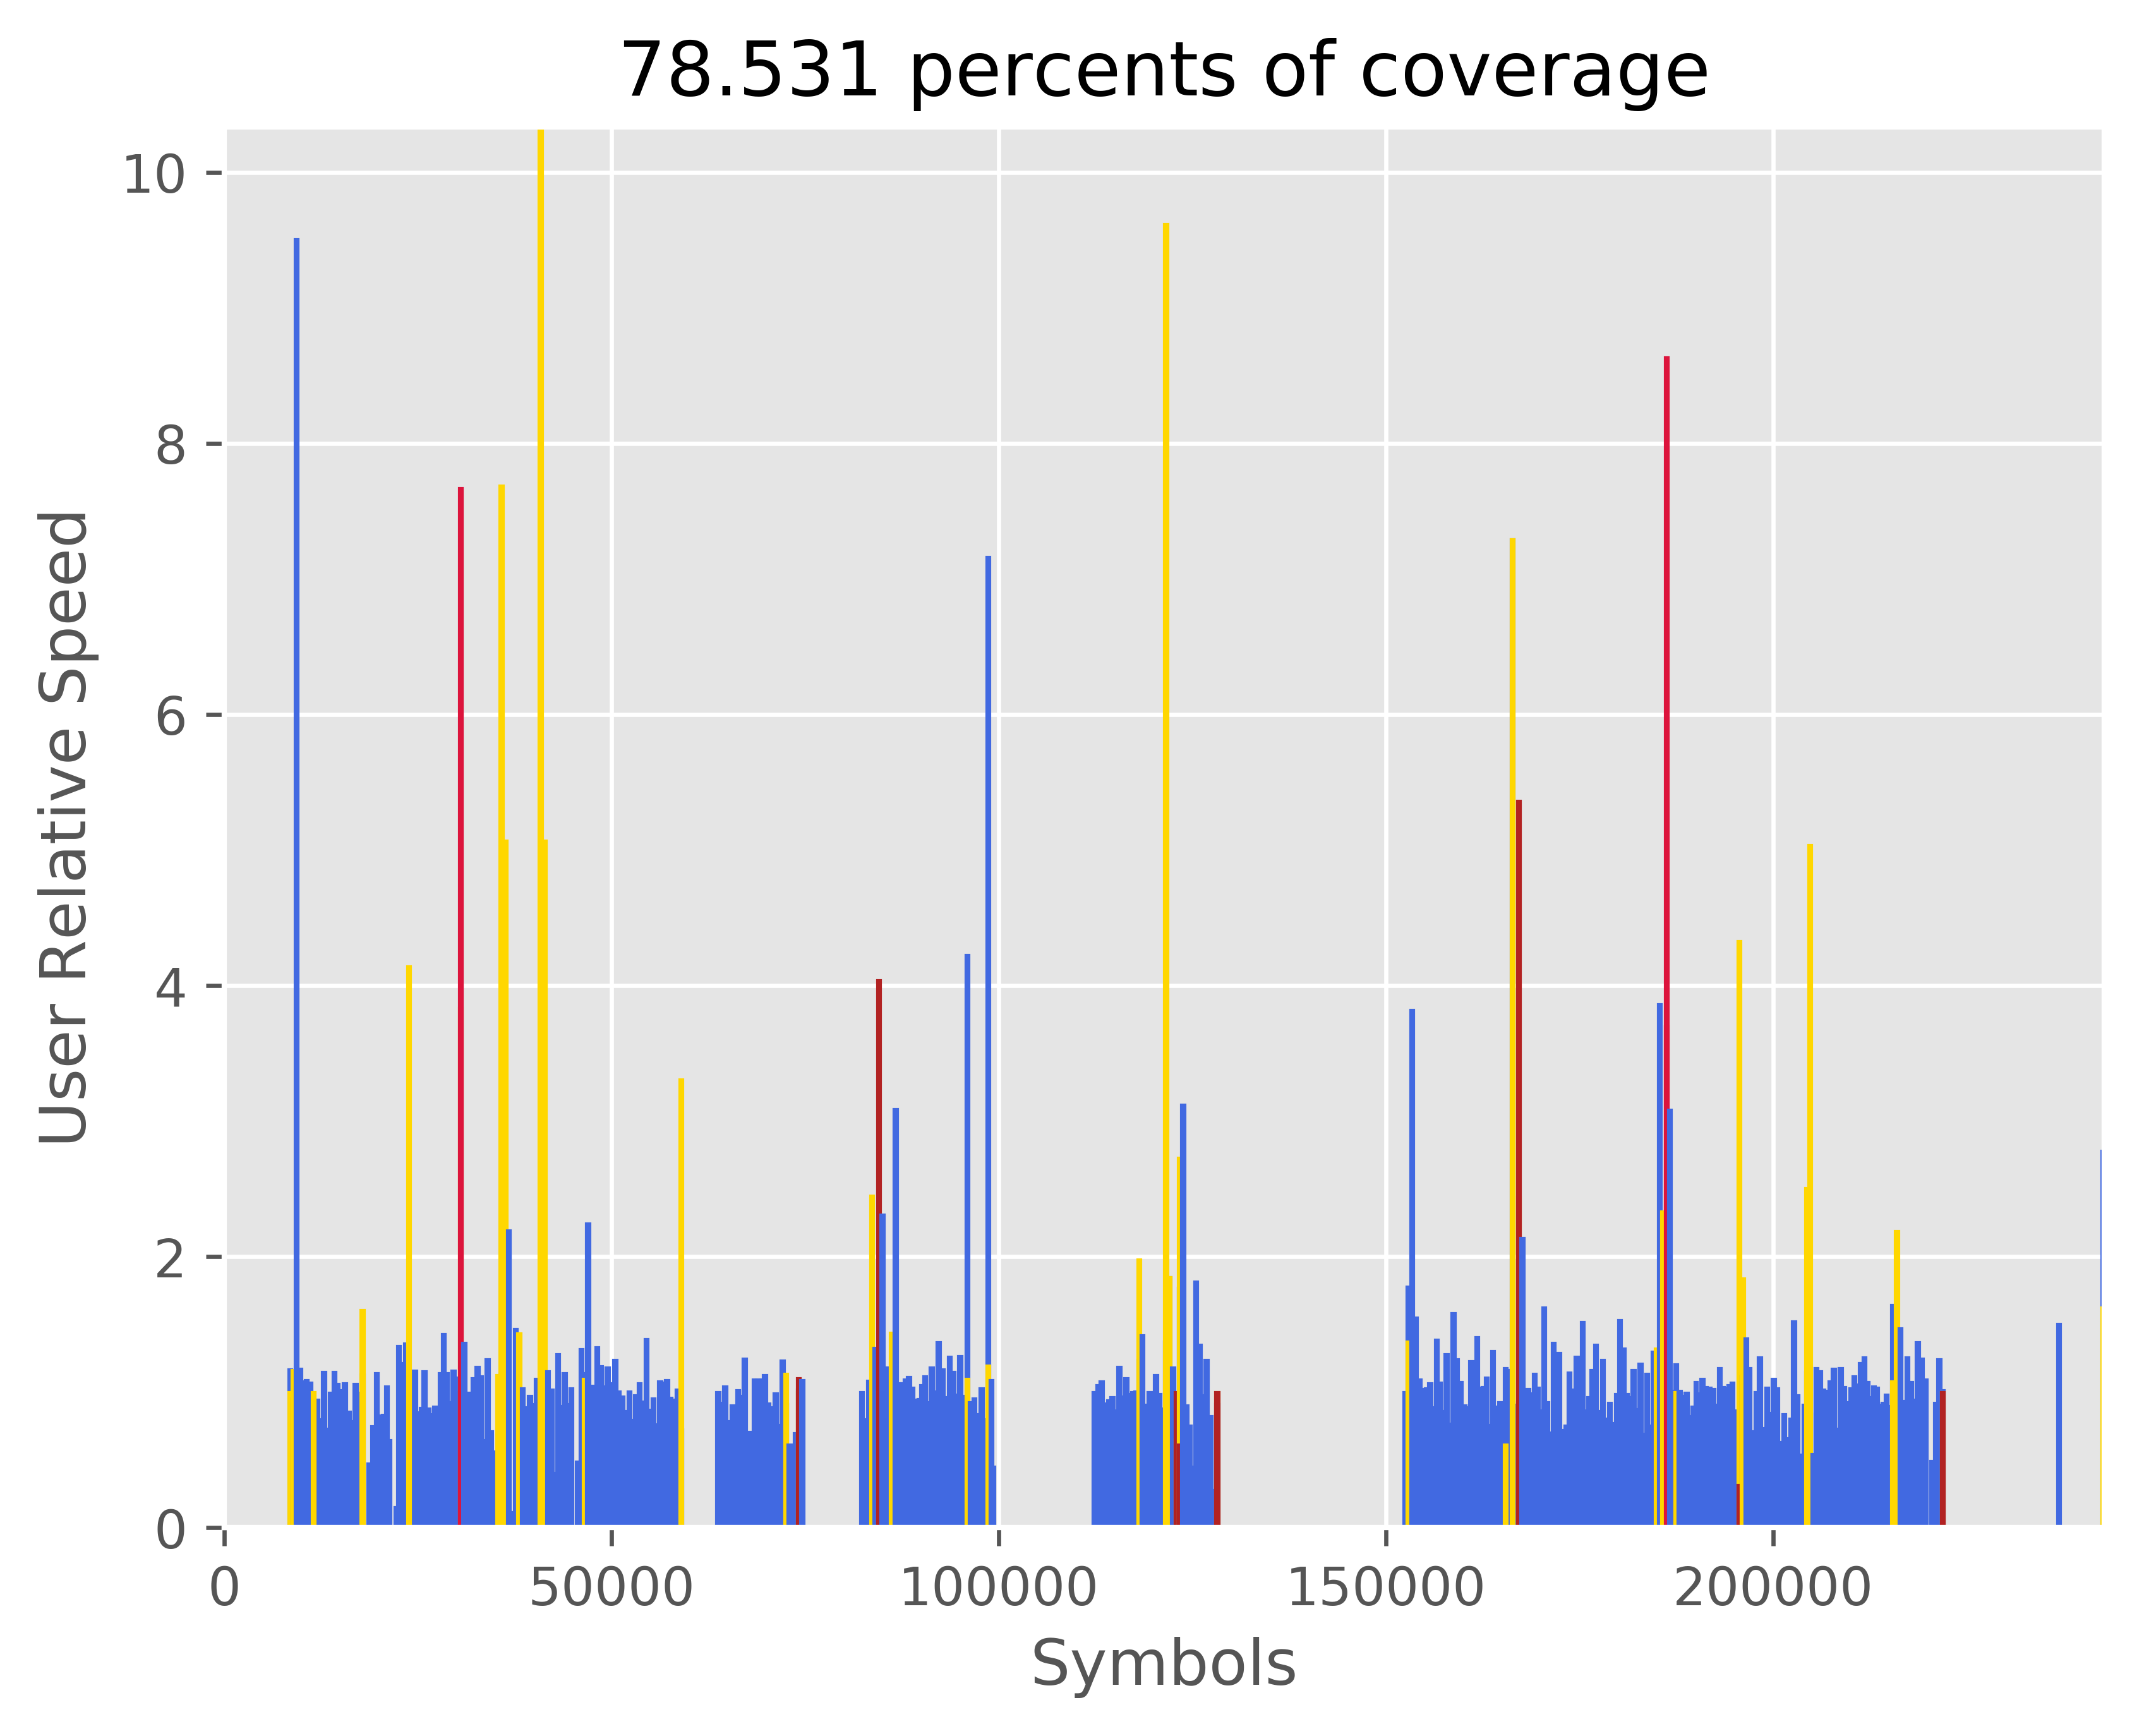 78.531 percents of coverage
10
8
6
4
2
0
User Relative Speed
0 50000 100000 150000 200000
Symbols